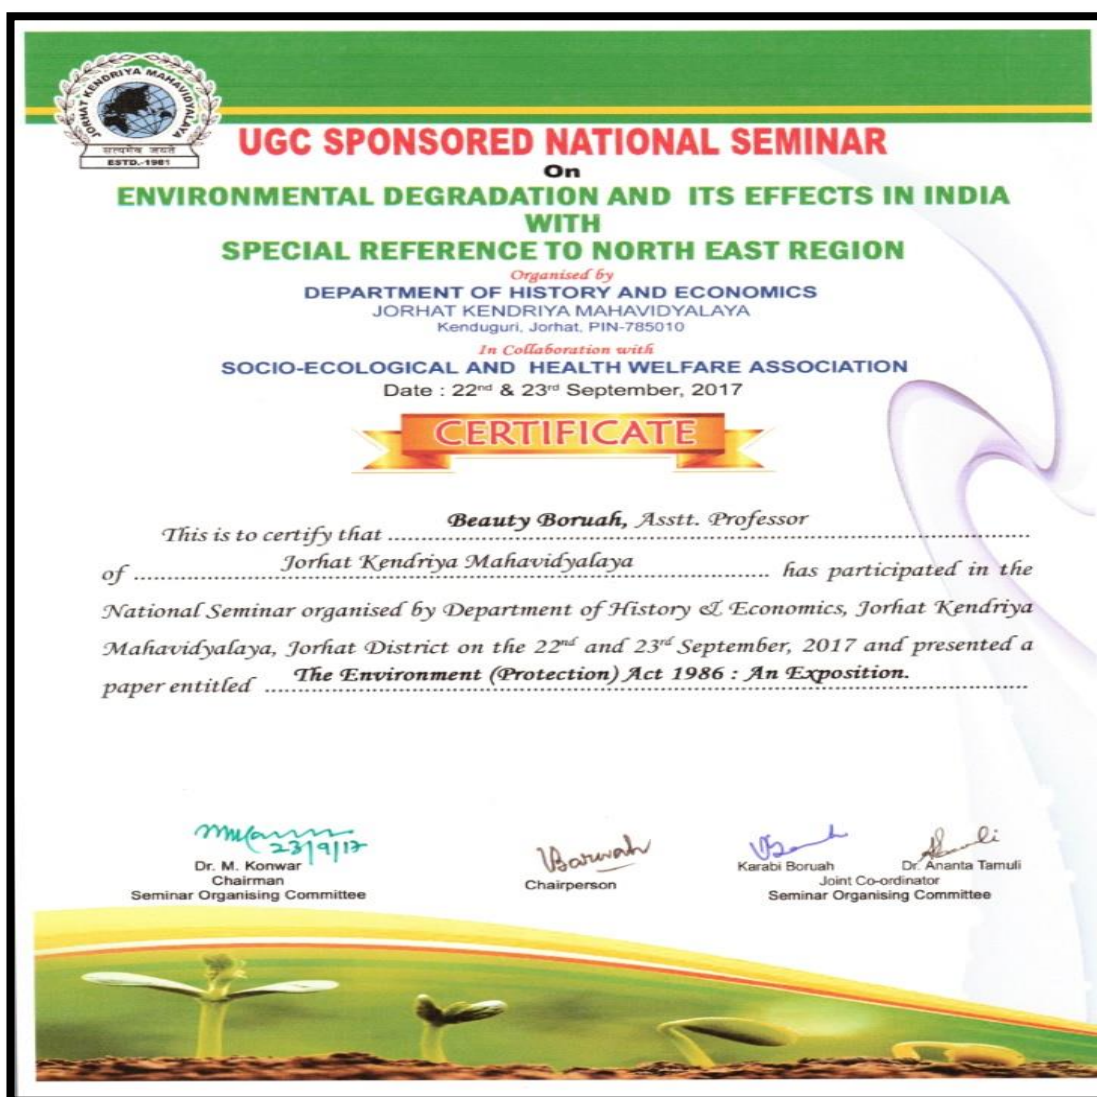 JORHAT KENDRIYA MAHAVIDYALAYA
सत्यमेव जयते
ESTD.-1981
UGC SPONSORED NATIONAL SEMINAR
On
ENVIRONMENTAL DEGRADATION AND ITS EFFECTS IN INDIA
WITH
SPECIAL REFERENCE TO NORTH EAST REGION
Organised by
DEPARTMENT OF HISTORY AND ECONOMICS
JORHAT KENDRIYA MAHAVIDYALAYA
Kenduguri, Jorhat, PIN-785010
In Collaboration with
SOCIO-ECOLOGICAL AND HEALTH WELFARE ASSOCIATION
Date : 22nd & 23rd September, 2017
CERTIFICATE
This is to certify that Beauty Boruah, Asstt. Professor
of Jorhat Kendriya Mahavidyalaya has participated in the
National Seminar organised by Department of History & Economics, Jorhat Kendriya
Mahavidyalaya, Jorhat District on the 22nd and 23rd September, 2017 and presented a
paper entitled The Environment (Protection) Act 1986 : An Exposition.
23/9/17
Dr. M. Konwar
Chairman
Seminar Organising Committee
Chairperson
Karabi Boruah Dr. Ananta Tamuli
Joint Co-ordinator
Seminar Organising Committee